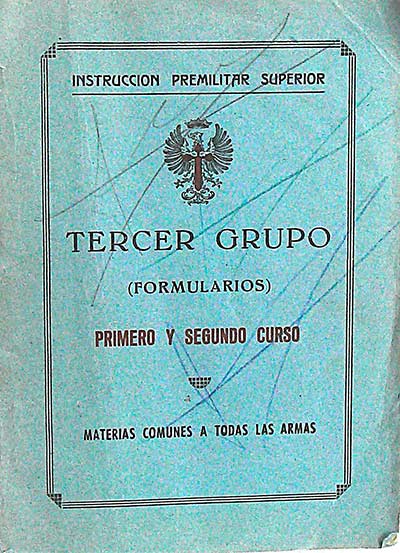 INSTRUCCION PREMILITAR SUPERIOR
TERCER GRUPO
(FORMULARIOS)
PRIMERO Y SEGUNDO CURSO
MATERIAS COMUNES A TODAS LAS ARMAS